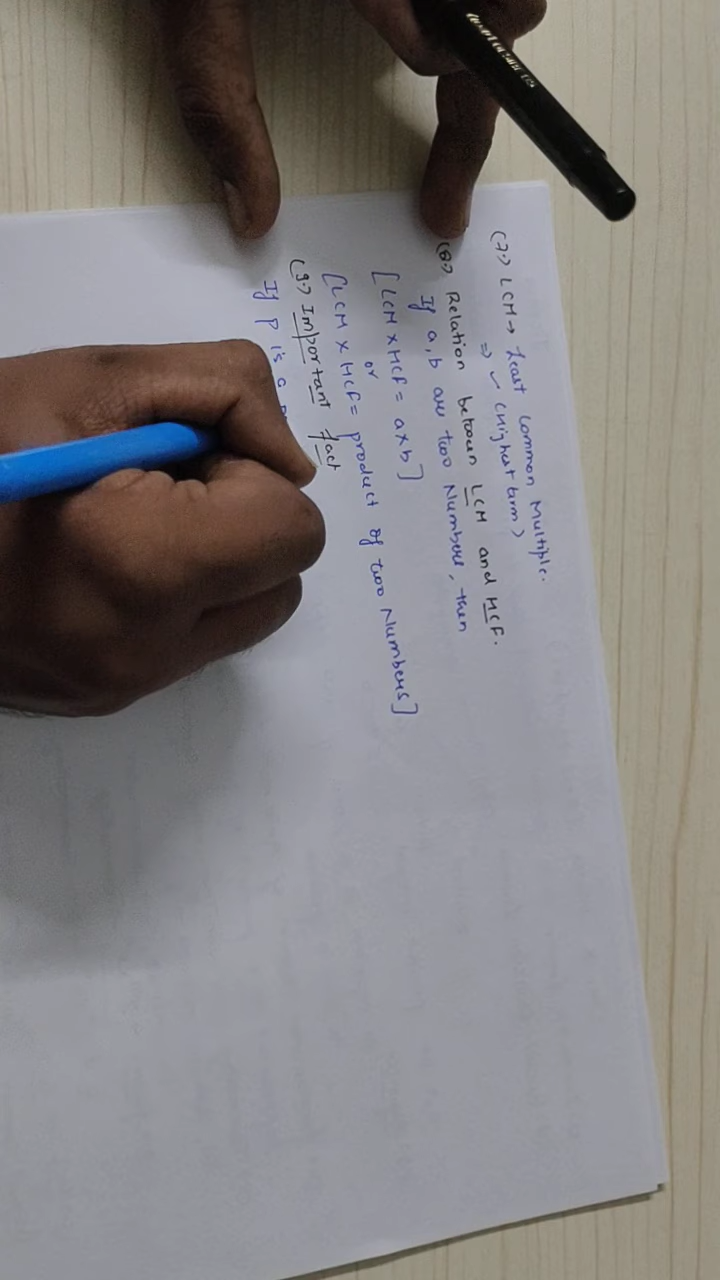 (7.) LCM → Least Common Multiple.
⇒ ✓ (Highest term)
(8.) Relation between LCM and HCF.
If a, b are two Numbers, then
[LCM x HCF = a x b]
or
[LCM x HCF = product of two Numbers]
(9.) Important fact
If P is a